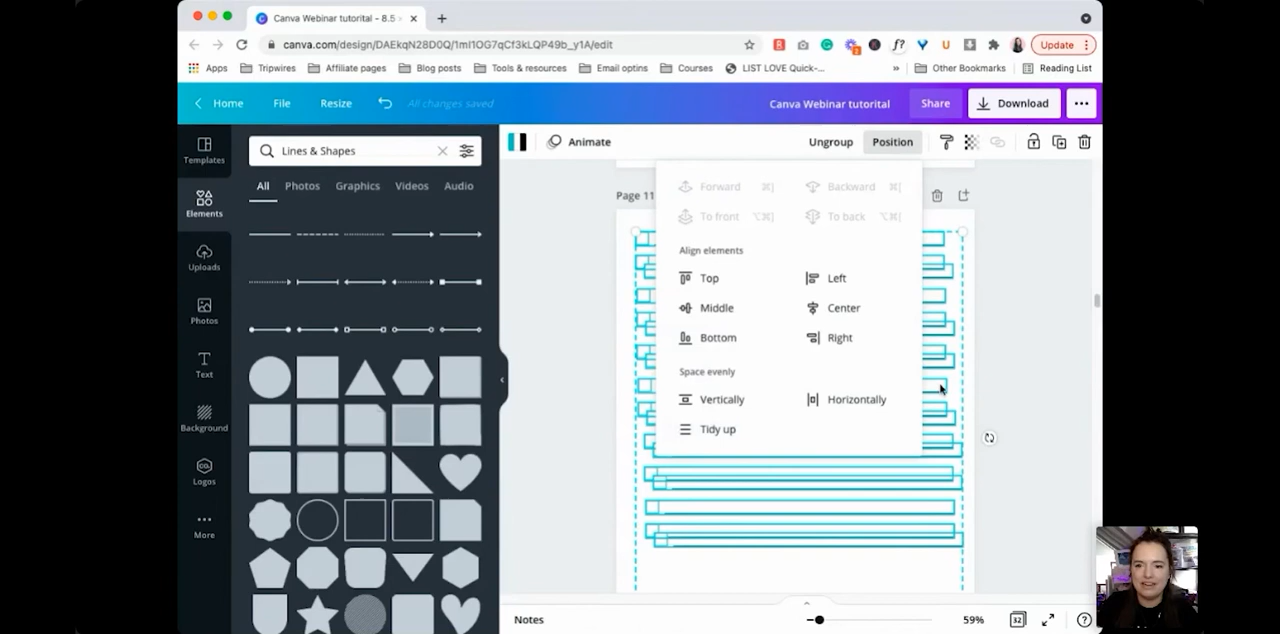 Canva Webinar tutorital - 8.5 ×
canva.com/design/DAEkqN28D0Q/1ml1OG7qCf3kLQP49b_y1A/edit
Update
Apps Tripwires Affiliate pages Blog posts Tools & resources Email optins Courses LIST LOVE Quick-... » Other Bookmarks Reading List
Home File Resize All changes saved Canva Webinar tutorital Share Download
Animate Ungroup Position
Templates
Elements
Uploads
Photos
Text
Background
CO.
Logos
More
Lines & Shapes
All Photos Graphics Videos Audio
Page 11
Forward ⌘] Backward ⌘[
To front ⌥⌘] To back ⌥⌘[
Align elements
Top Left
Middle Center
Bottom Right
Space evenly
Vertically Horizontally
Tidy up
Notes 59% 32 ?